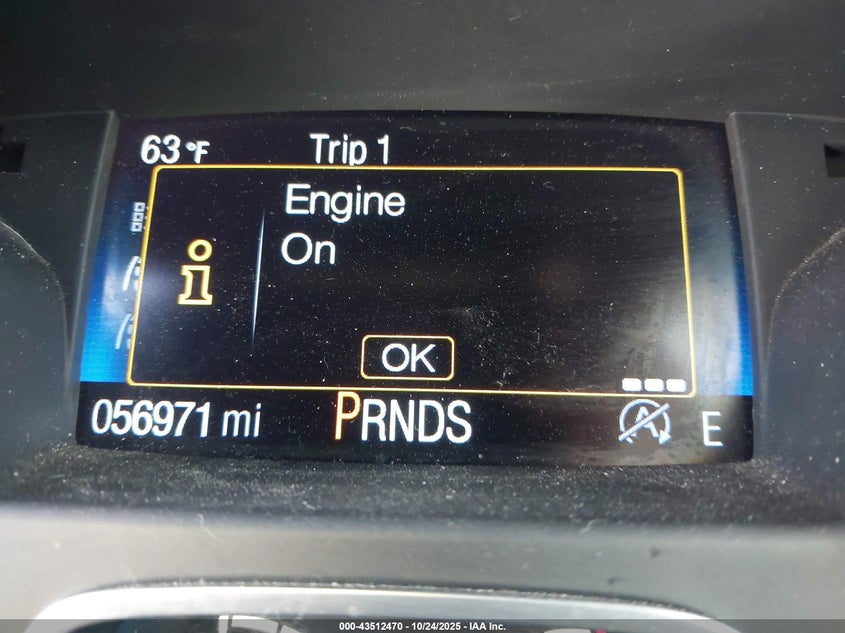 63 °F Trip 1
Engine
On
OK
056971 mi PRNDS E
000-43512470 - 10/24/2025 - IAA Inc.